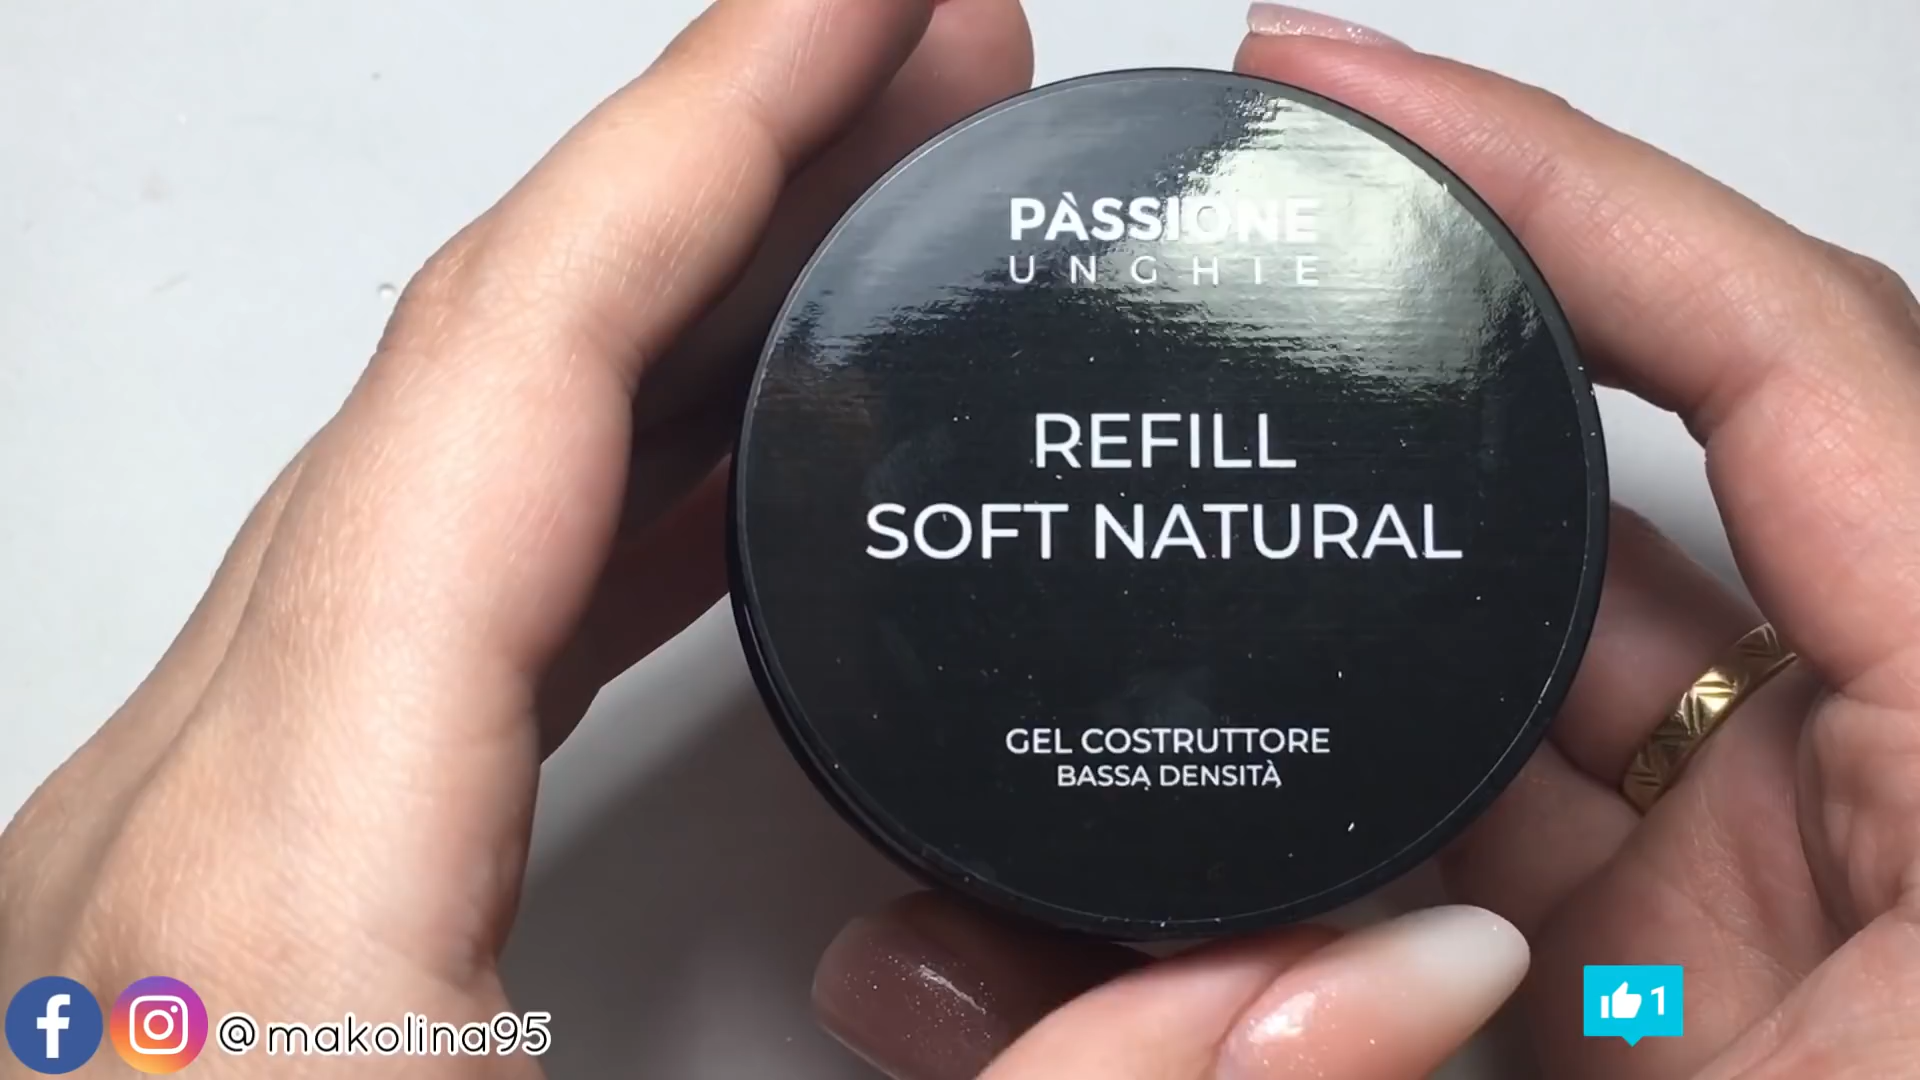 PÀSSIONE
UNGHIE
REFILL
SOFT NATURAL
GEL COSTRUTTORE
BASSA DENSITÀ
@makolina95
1